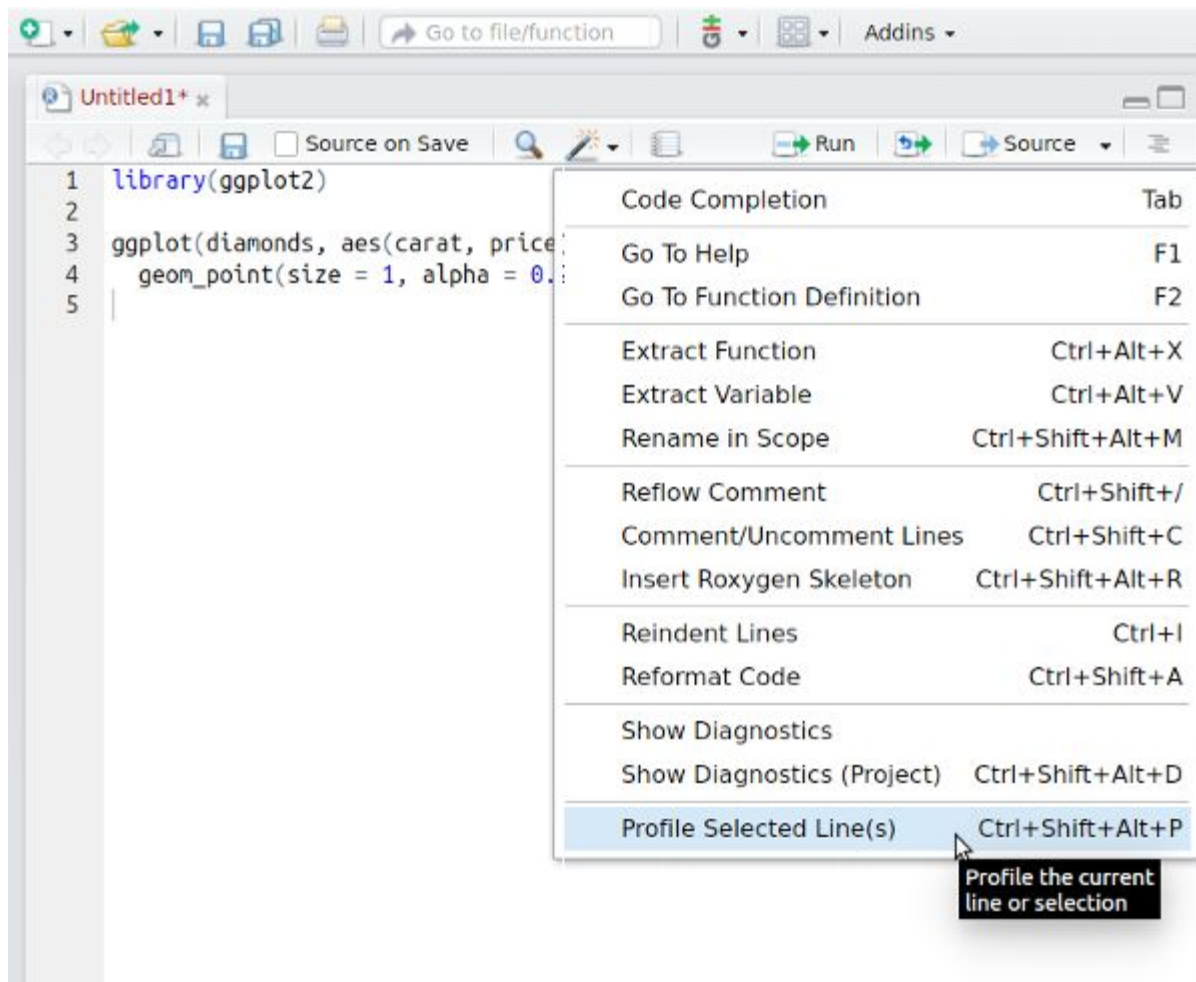 Go to file/function
Addins
Untitled1*
Source on Save
Run
Source
1 library(ggplot2)
2
3 ggplot(diamonds, aes(carat, price
4 geom_point(size = 1, alpha = 0.
5
Code Completion Tab
Go To Help F1
Go To Function Definition F2
Extract Function Ctrl+Alt+X
Extract Variable Ctrl+Alt+V
Rename in Scope Ctrl+Shift+Alt+M
Reflow Comment Ctrl+Shift+/
Comment/Uncomment Lines Ctrl+Shift+C
Insert Roxygen Skeleton Ctrl+Shift+Alt+R
Reindent Lines Ctrl+I
Reformat Code Ctrl+Shift+A
Show Diagnostics
Show Diagnostics (Project) Ctrl+Shift+Alt+D
Profile Selected Line(s) Ctrl+Shift+Alt+P
Profile the current
line or selection